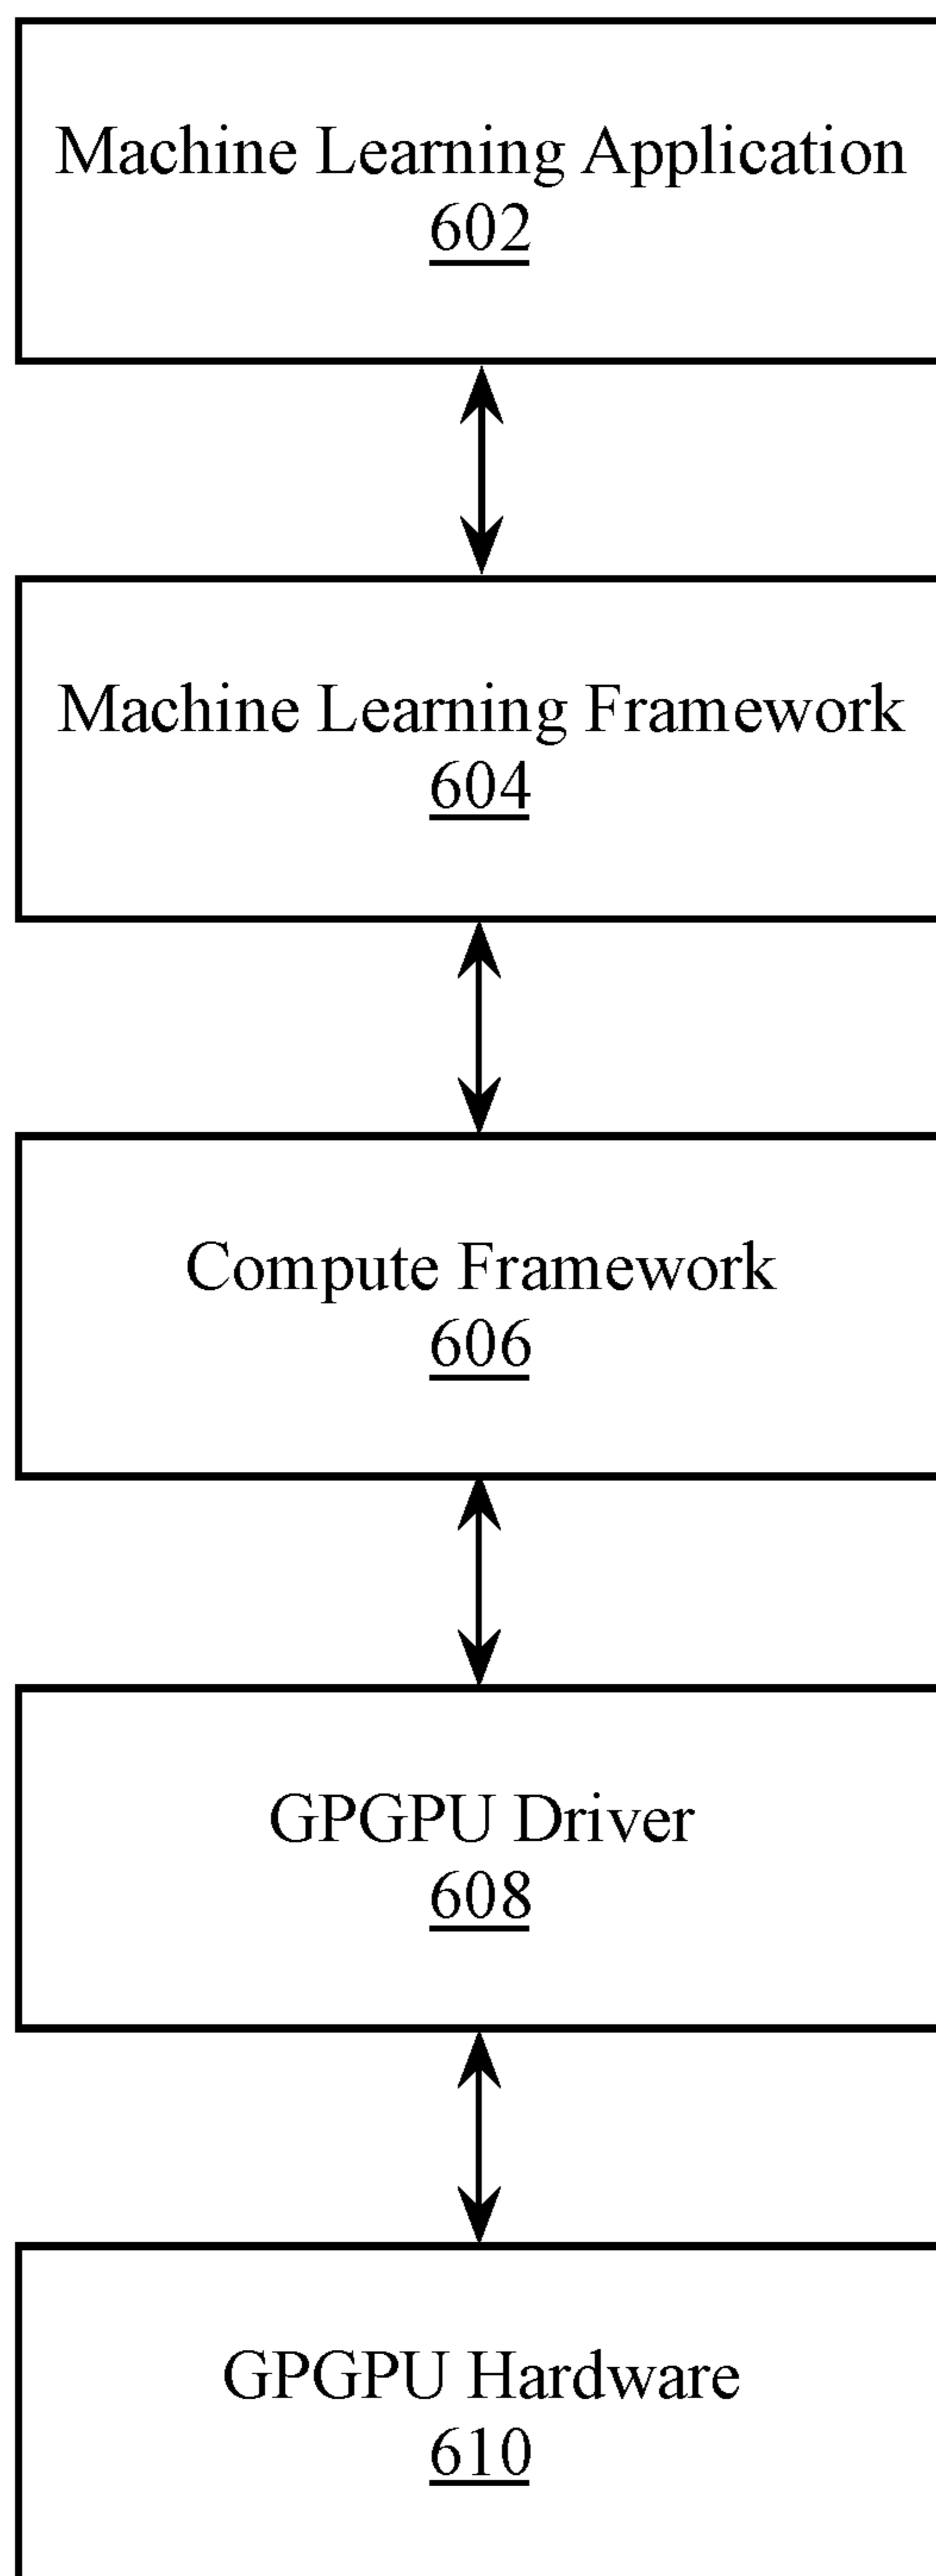 Machine Learning Application
602
Machine Learning Framework
604
Compute Framework
606
GPGPU Driver
608
GPGPU Hardware
610